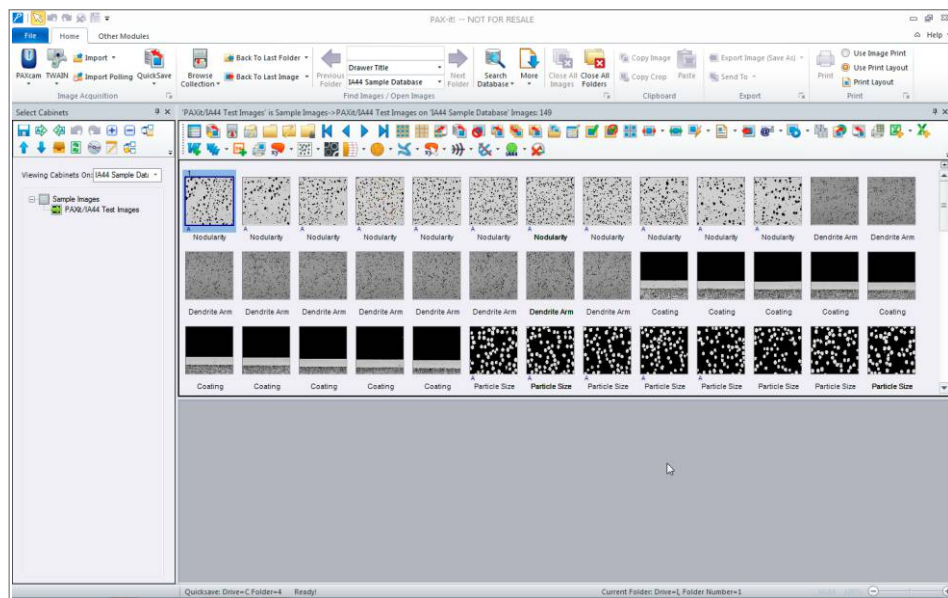 PAX-it! -- NOT FOR RESALE
File Home Other Modules Help
PAXcam TWAIN Import Import Polling QuickSave
Browse Collection Back To Last Folder Back To Last Image
Previous Folder Drawer Title IA44 Sample Database Next Folder
Search Database More Close All Images Close All Folders
Copy Image Copy Crop Paste
Export Image (Save As) Send To
Print Use Image Print Use Print Layout Print Layout
Image Acquisition Find Images / Open Images Clipboard Export Print
Select Cabinets 'PAXit/IA44 Test Images' is Sample Images->PAXit/IA44 Test Images on 'IA44 Sample Database' Images: 149
Viewing Cabinets On: IA44 Sample Data
Sample Images
PAXit/IA44 Test Images
1
A A A A A A A A A A A
Nodularity Nodularity Nodularity Nodularity Nodularity Nodularity Nodularity Nodularity Nodularity Nodularity Nodularity Dendrite Arm Dendrite Arm
Dendrite Arm Dendrite Arm Dendrite Arm Dendrite Arm Dendrite Arm Dendrite Arm Dendrite Arm Dendrite Arm Coating Coating Coating Coating Coating
Coating Coating Coating Coating Coating Particle Size Particle Size Particle Size Particle Size Particle Size Particle Size Particle Size Particle Size
Quicksave: Drive=C Folder=4 Ready! Current Folder: Drive=I, Folder Number=1